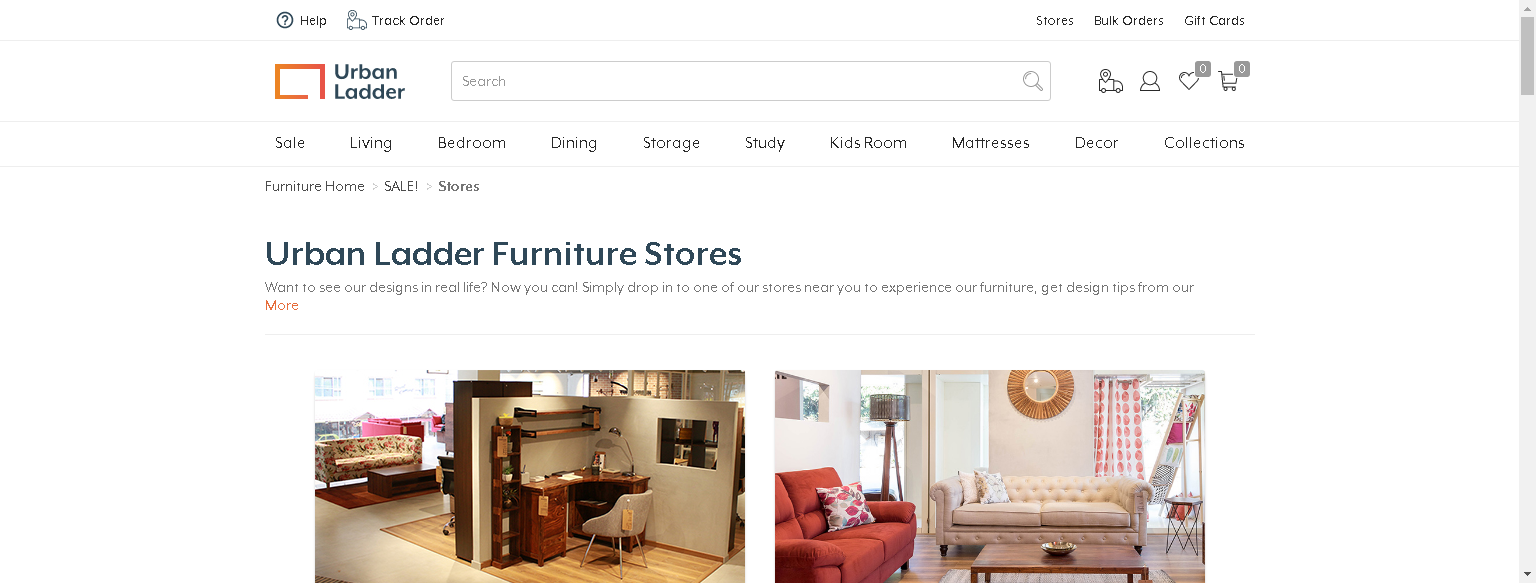 Help Track Order Stores Bulk Orders Gift Cards
Urban
Ladder
Search
0 0
Sale Living Bedroom Dining Storage Study Kids Room Mattresses Decor Collections
Furniture Home > SALE! > Stores
Urban Ladder Furniture Stores
Want to see our designs in real life? Now you can! Simply drop in to one of our stores near you to experience our furniture, get design tips from our
More